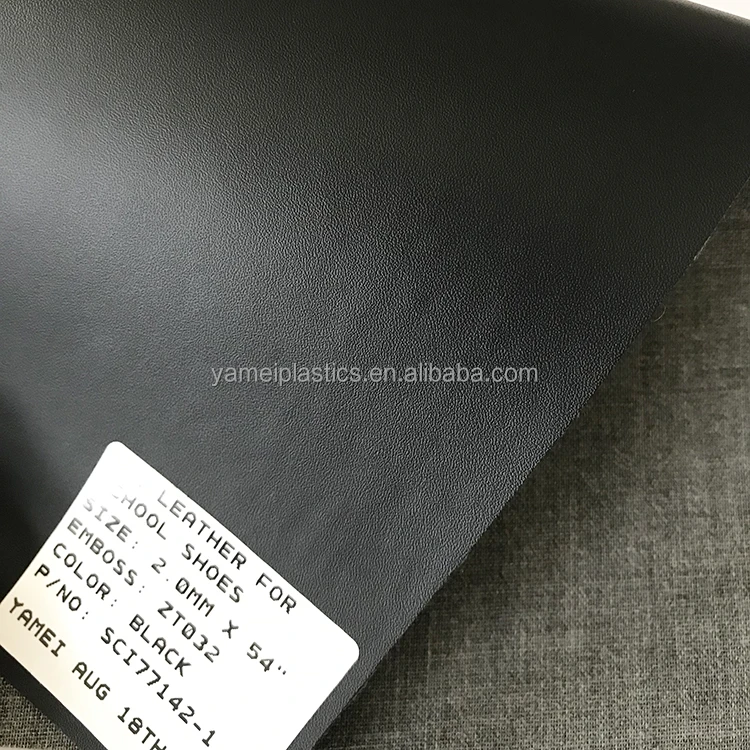 yameiplastics.en.alibaba.com
LEATHER FOR
SCHOOL SHOES
SIZE: 2.0MM X 54"
EMBOSS: ZT032
COLOR: BLACK
P/NO: SCI77142-1
YAMEI AUG 18TH